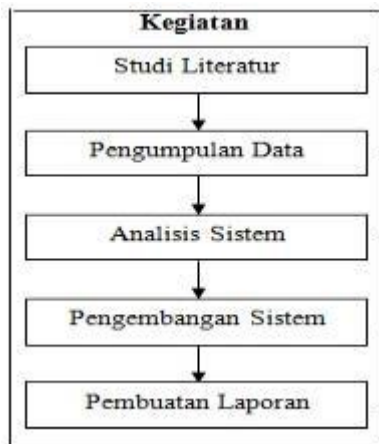 Kegiatan
Studi Literatur
Pengumpulan Data
Analisis Sistem
Pengembangan Sistem
Pembuatan Laporan